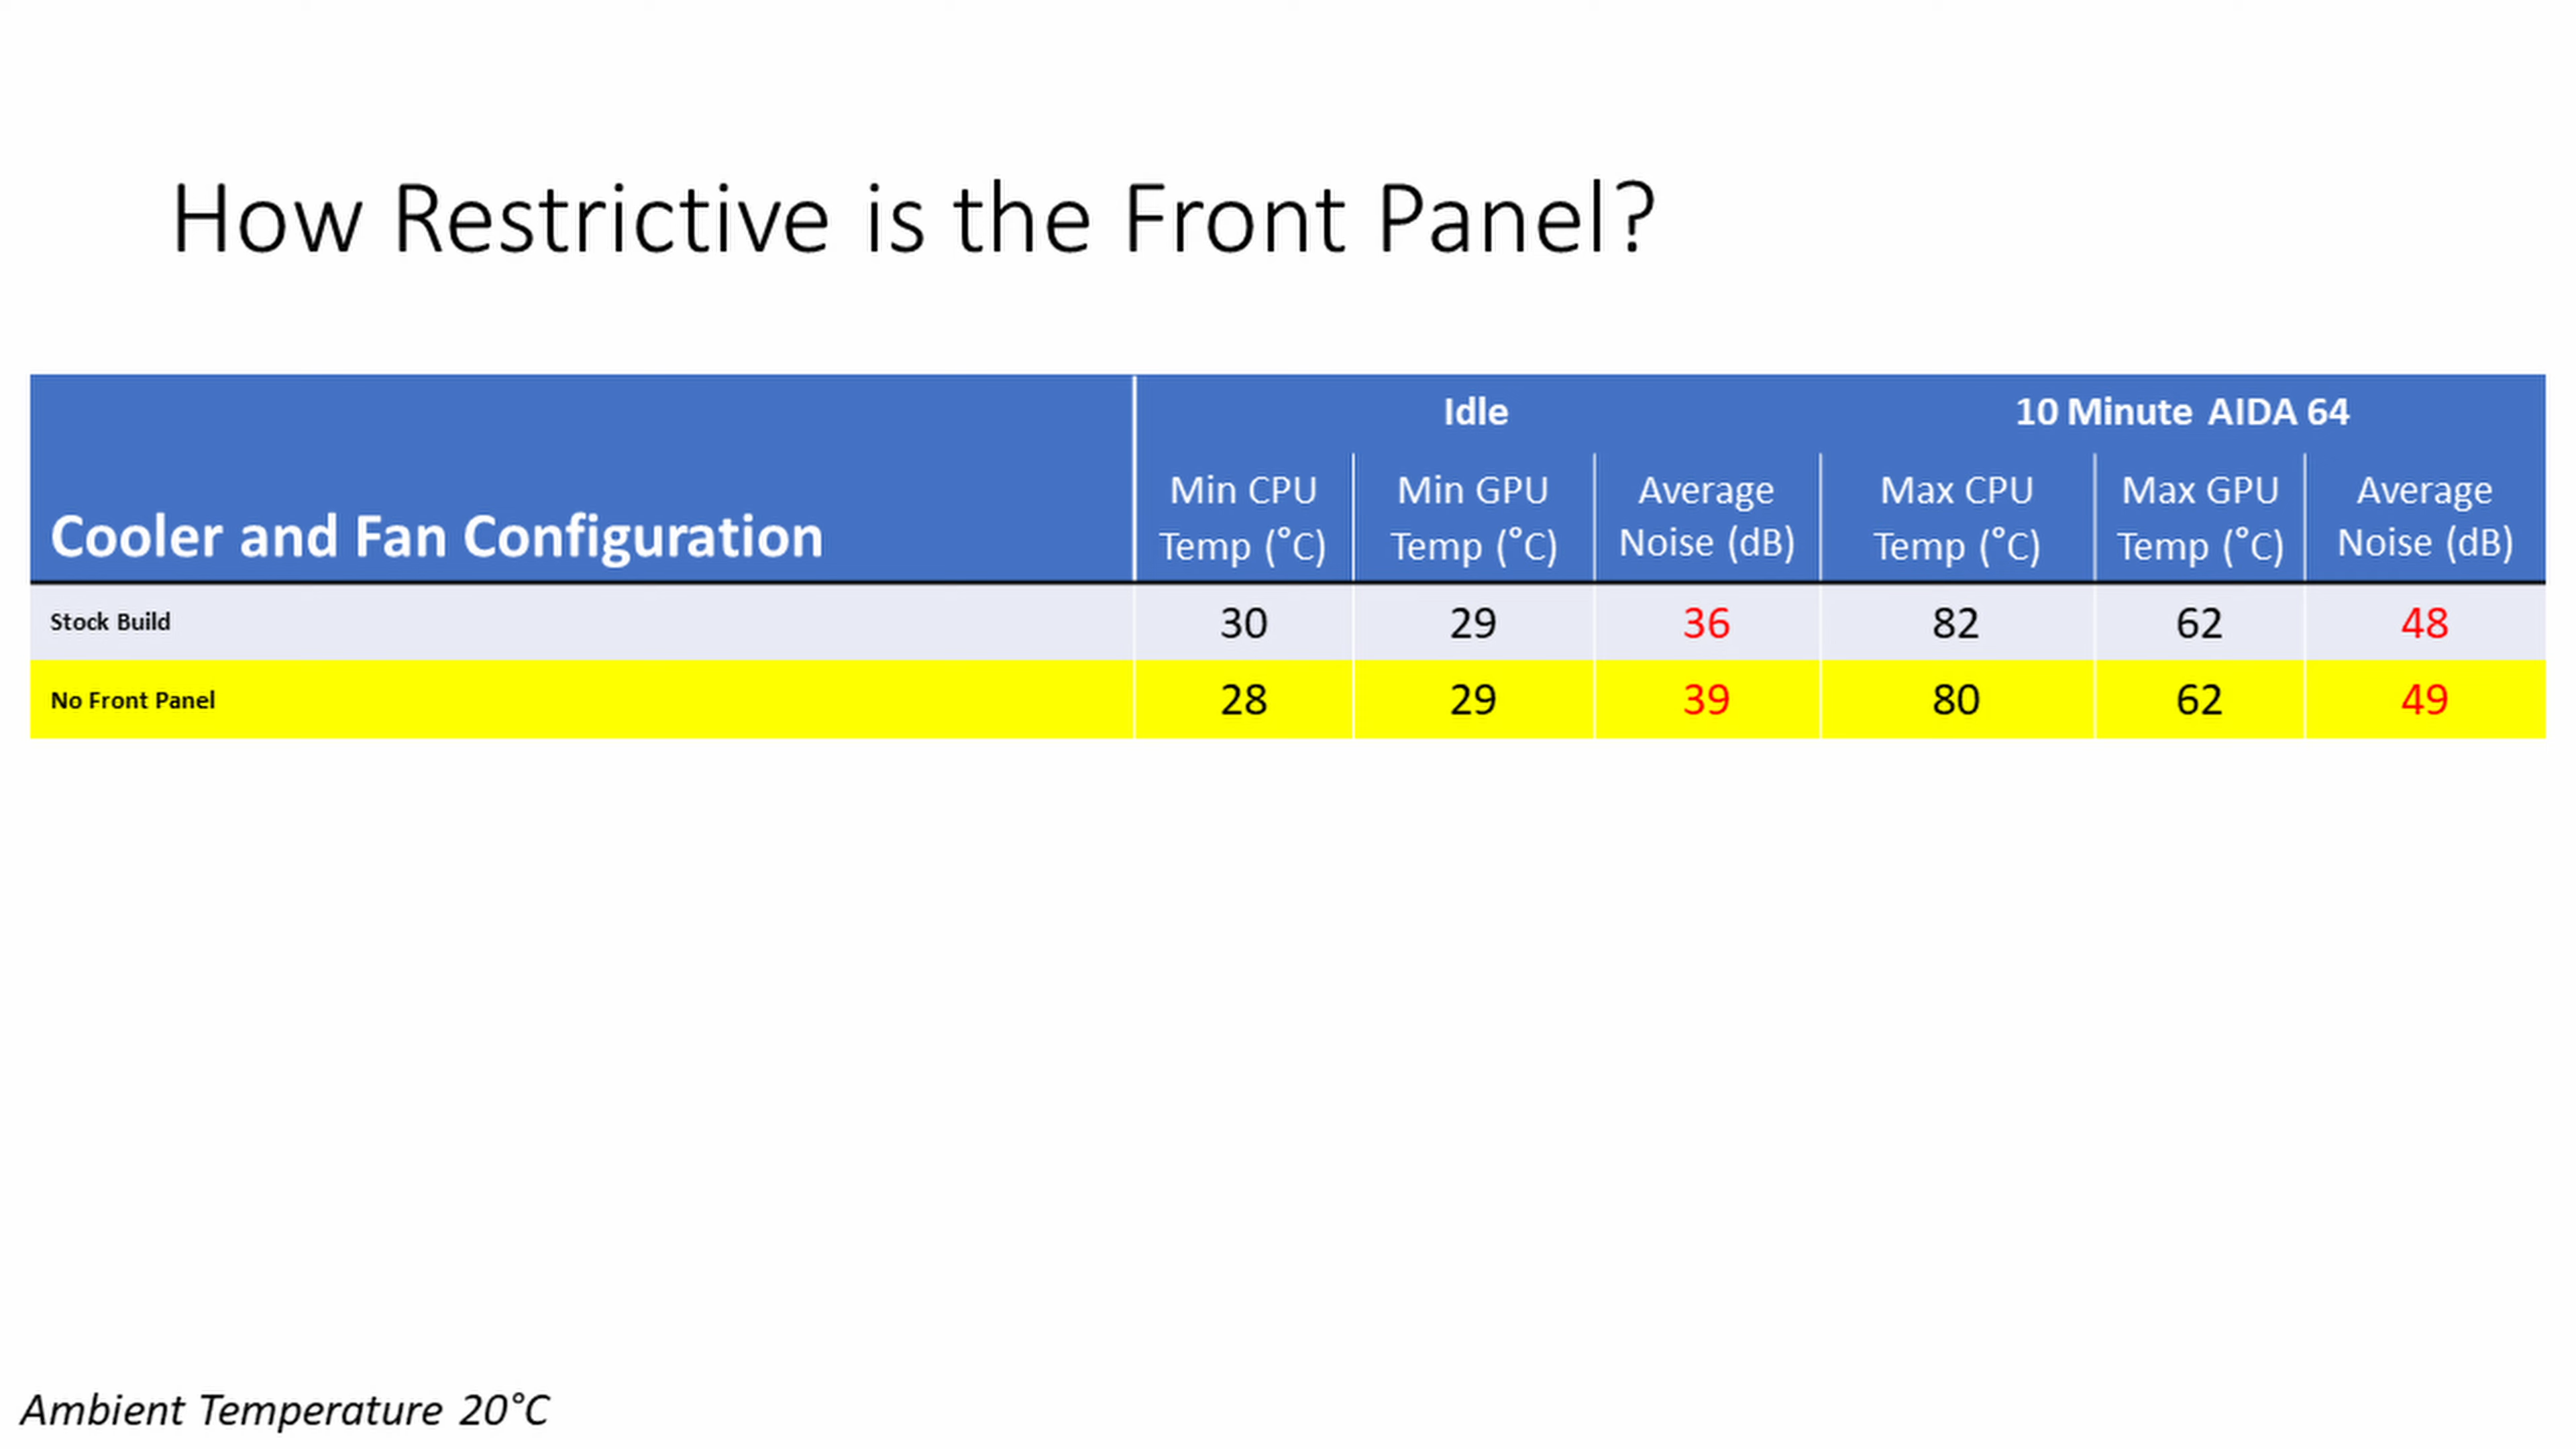 How Restrictive is the Front Panel?
Idle 10 Minute AIDA 64
Cooler and Fan Configuration Min CPU Temp (°C) Min GPU Temp (°C) Average Noise (dB) Max CPU Temp (°C) Max GPU Temp (°C) Average Noise (dB)
Stock Build 30 29 36 82 62 48
No Front Panel 28 29 39 80 62 49
Ambient Temperature 20°C